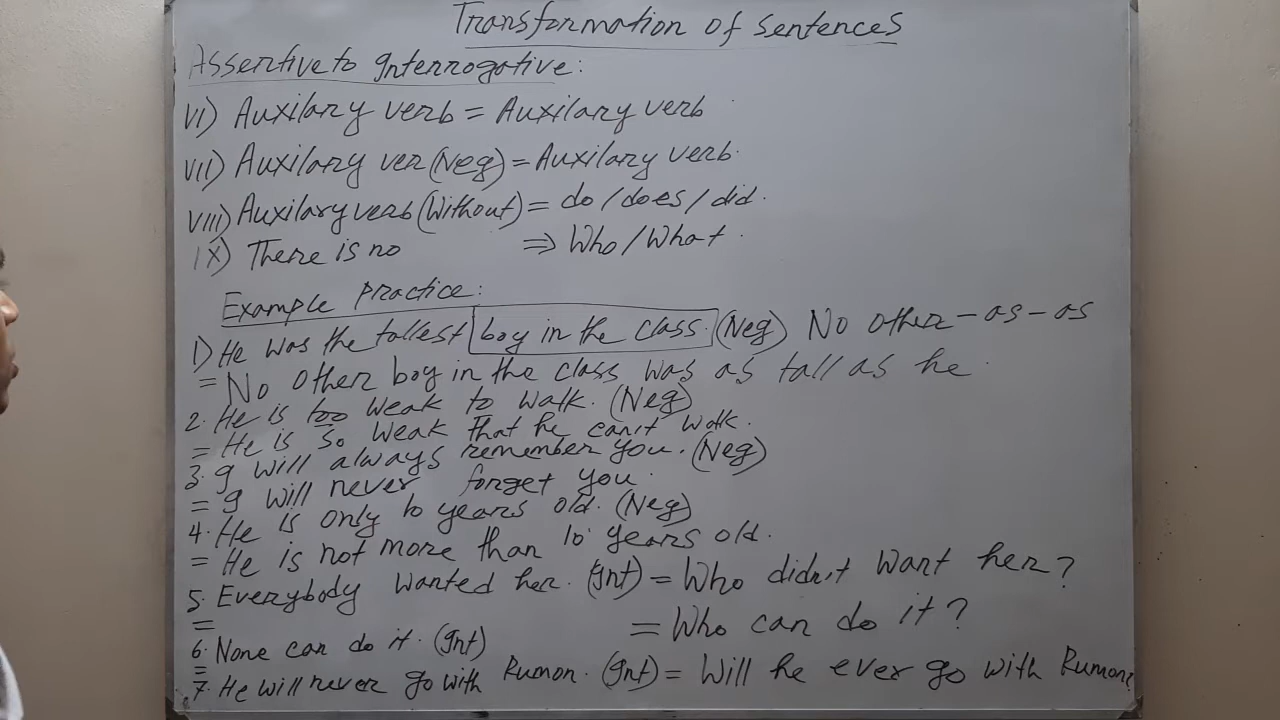 Transformation of sentences
Assertive to Interrogative:
VI) Auxilary verb = Auxilary verb.
VII) Auxilary ver (Neg) = Auxilary verb.
VIII) Auxilary verb (Without) = do/does/did.
IX) There is no ⇒ Who/What.
Example practice:
1) He was the tallest boy in the class. (Neg) No other – as – as
= No other boy in the class was as tall as he.
2. He is too weak to walk. (Neg)
= He is so weak that he can't walk.
3. I will always remember you. (Neg)
= I will never forget you.
4. He is only 10 years old. (Neg)
= He is not more than 10 years old.
5. Everybody wanted her. (Int) = Who didn't want her?
=
6. None can do it. (Int) = Who can do it?
=
7. He will never go with Rumon. (Int) = Will he ever go with Rumon?